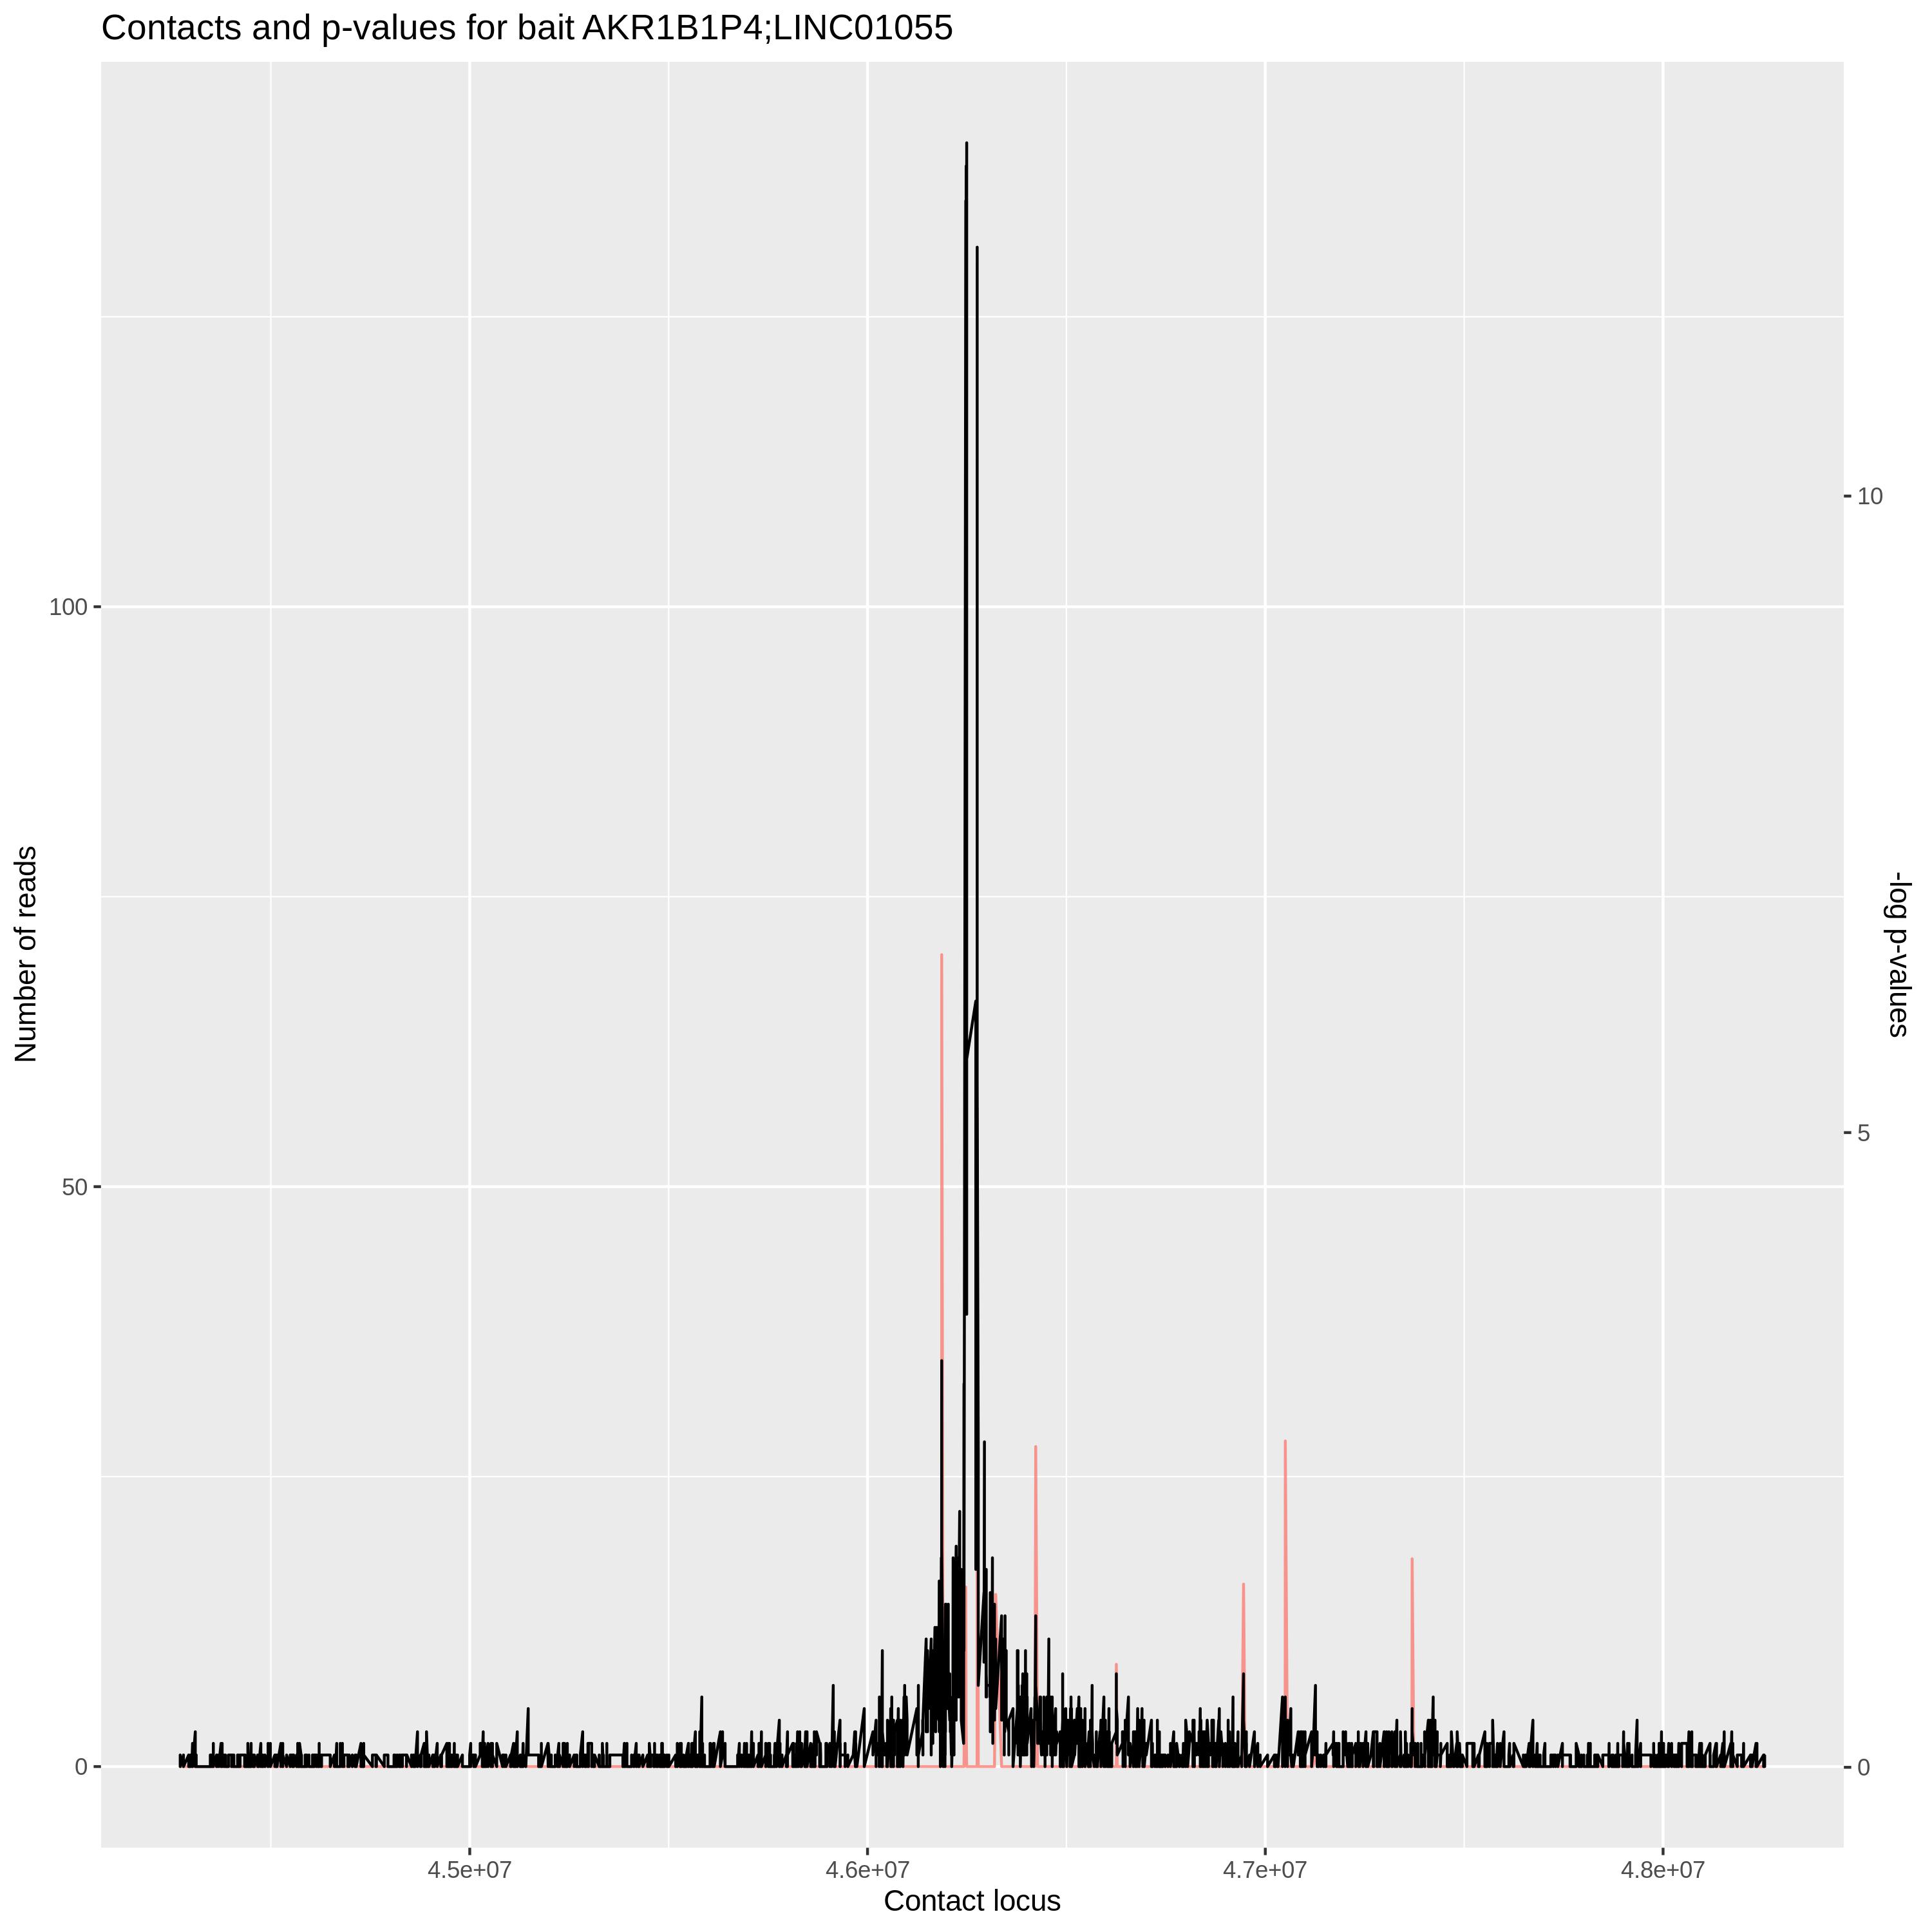 Contacts and p-values for bait AKR1B1P4;LINC01055
100
50
0
Number of reads
10
5
0
-log p-values
4.5e+07
4.6e+07
4.7e+07
4.8e+07
Contact locus